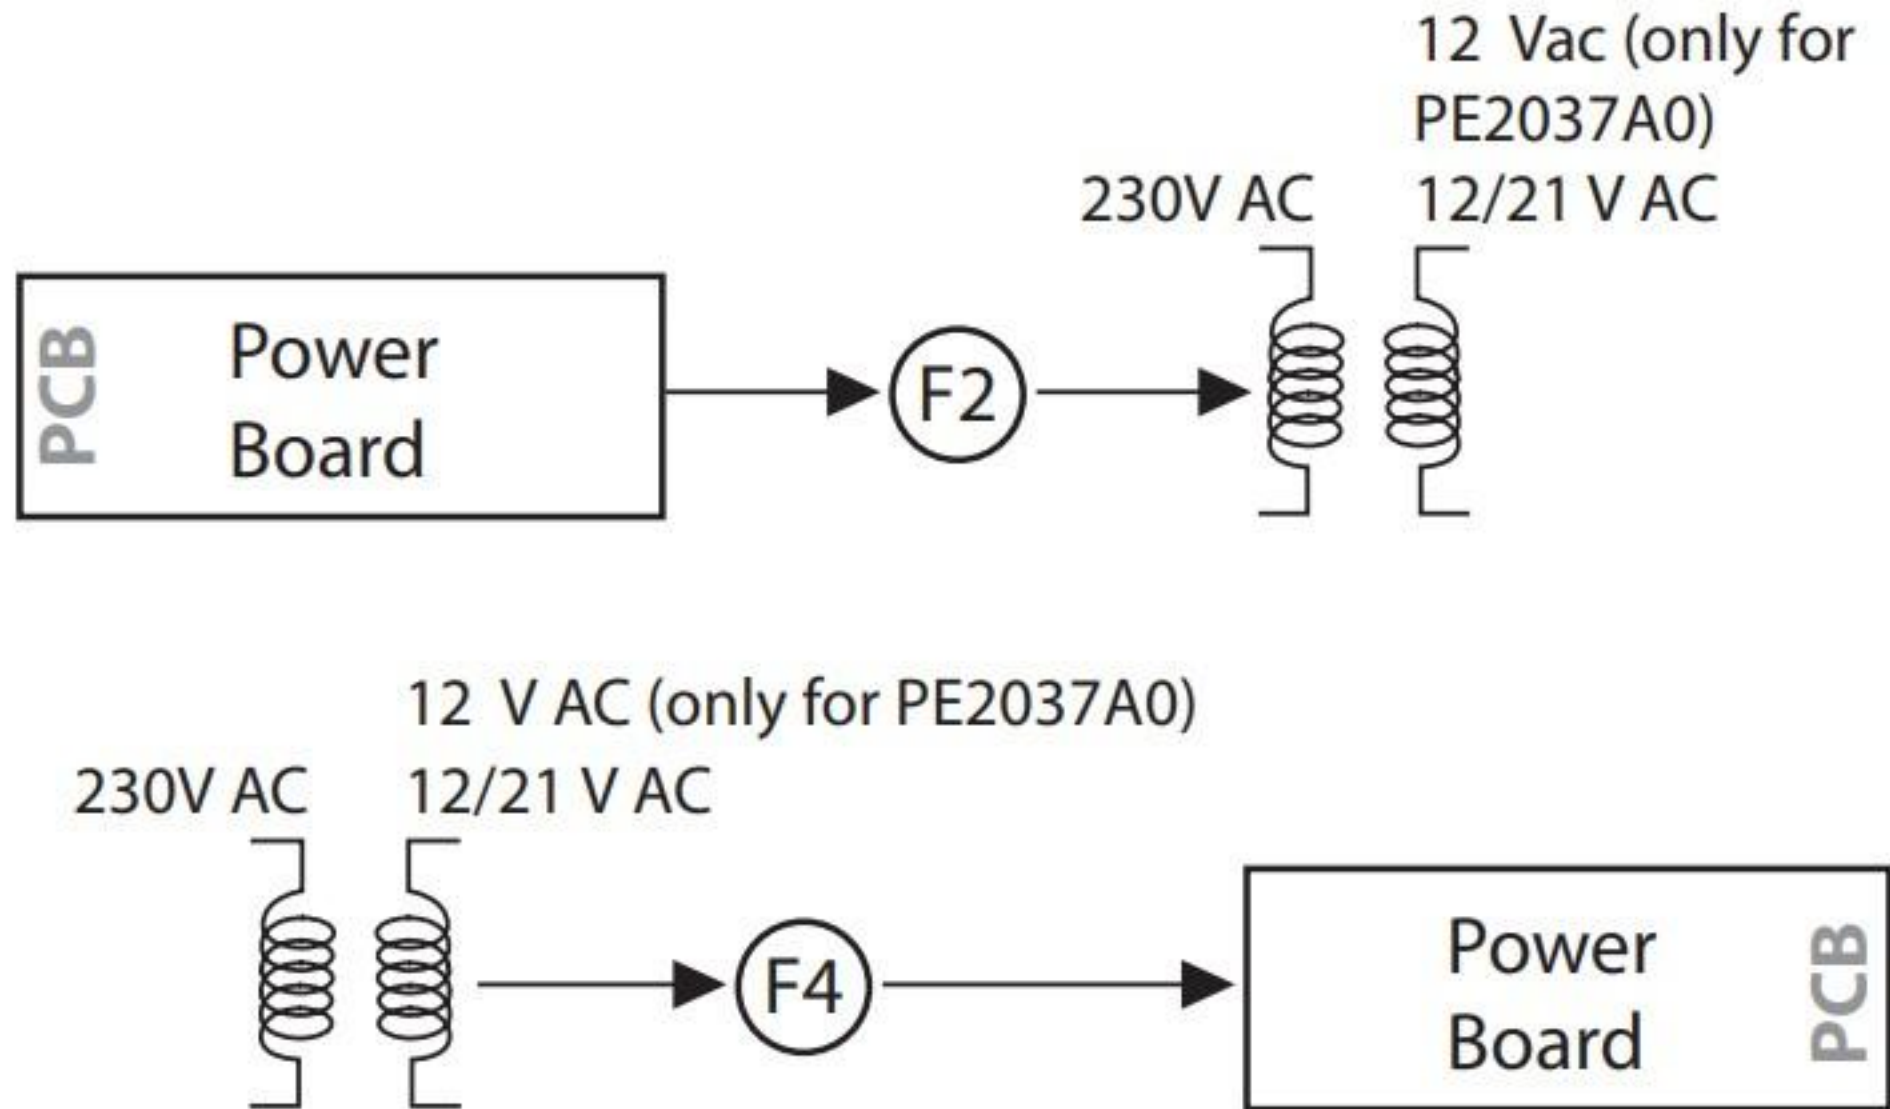 12 Vac (only for
PE2037A0)
230V AC 12/21 V AC
PCB
Power
Board
F2
12 V AC (only for PE2037A0)
230V AC 12/21 V AC
F4
Power
Board
PCB